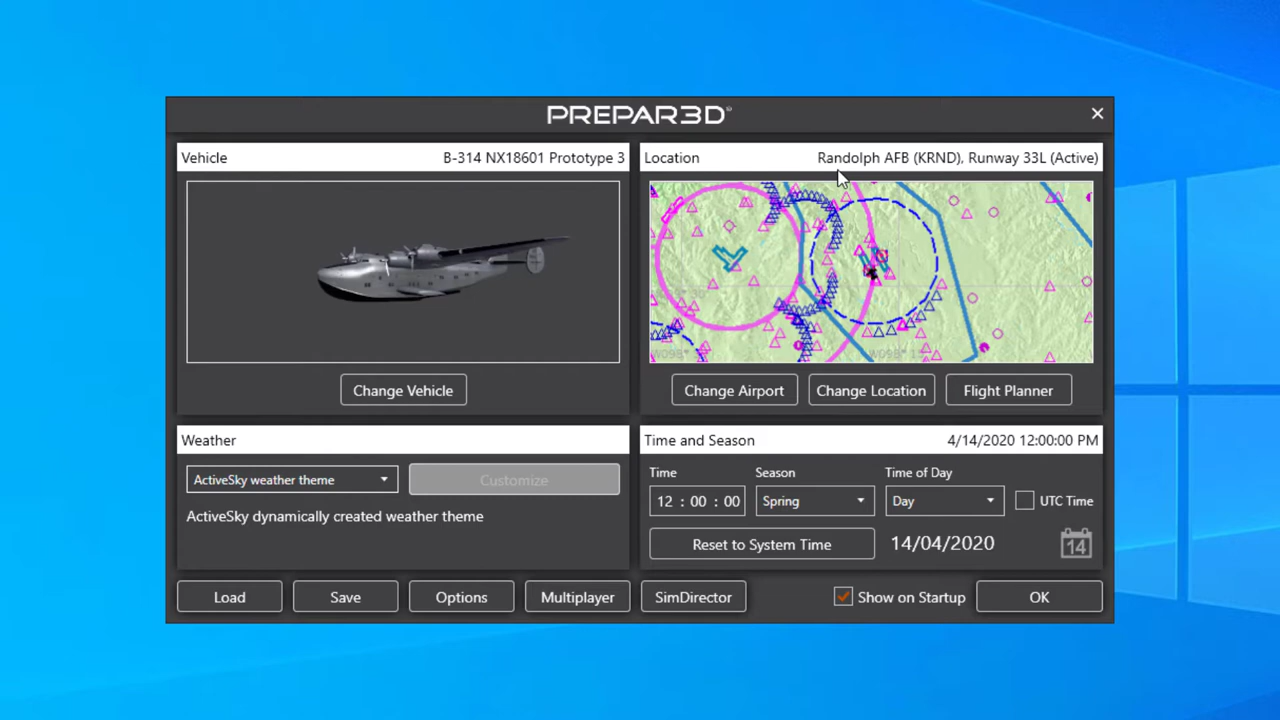 PREPAR3D®
Vehicle
B-314 NX18601 Prototype 3
Change Vehicle
Location
Randolph AFB (KRND), Runway 33L (Active)
Change Airport
Change Location
Flight Planner
Weather
ActiveSky weather theme
Customize
ActiveSky dynamically created weather theme
Time and Season
4/14/2020 12:00:00 PM
Time
Season
Time of Day
12 : 00 : 00
Spring
Day
UTC Time
Reset to System Time
14/04/2020
14
Load
Save
Options
Multiplayer
SimDirector
Show on Startup
OK